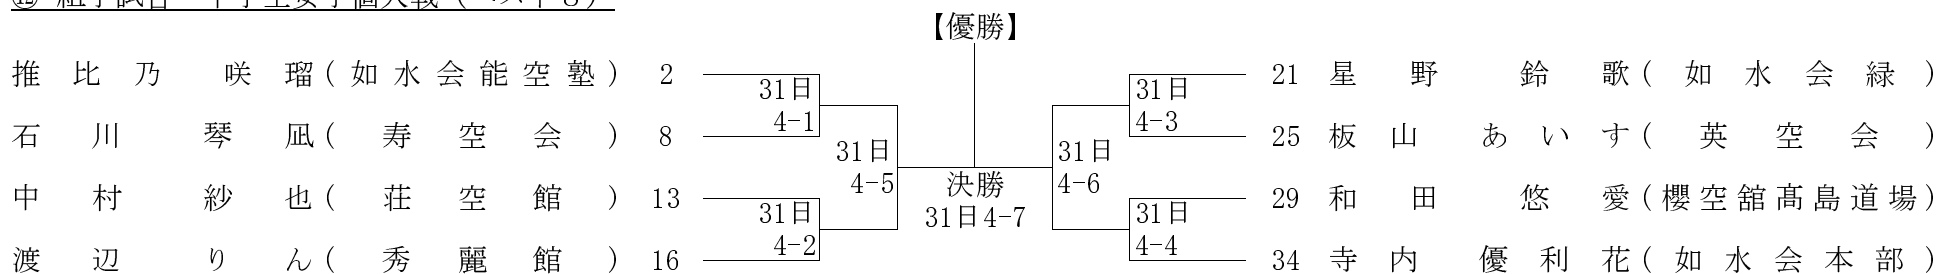 【優勝】
推比乃 咲瑠(如水会能空塾) 2
石川 琴凪(寿空会) 8
中村 紗也(荘空館) 13
渡辺 りん(秀麗館) 16
31日
4-1
31日
4-2
31日
4-5
決勝
31日4-7
31日
4-6
31日
4-3
31日
4-4
21 星野 鈴歌(如水会緑)
25 板山 あいす(英空会)
29 和田 悠愛(櫻空舘髙島道場)
34 寺内 優利花(如水会本部)